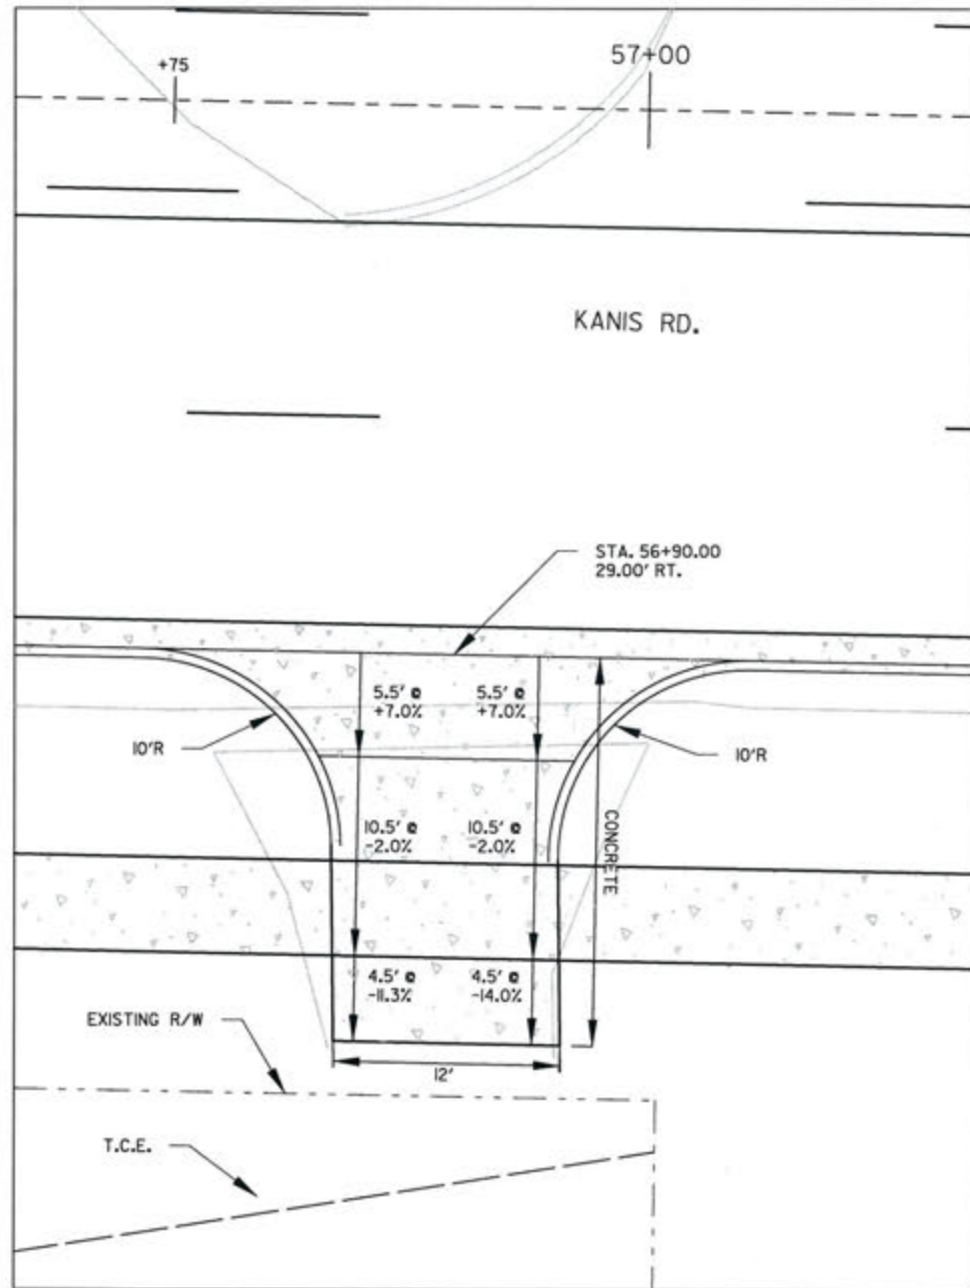 +75
57+00
KANIS RD.
STA. 56+90.00
29.00' RT.
5.5' @
+7.0%
5.5' @
+7.0%
10'R
10'R
10.5' @
-2.0%
10.5' @
-2.0%
CONCRETE
4.5' @
-11.3%
4.5' @
-14.0%
EXISTING R/W
12'
T.C.E.